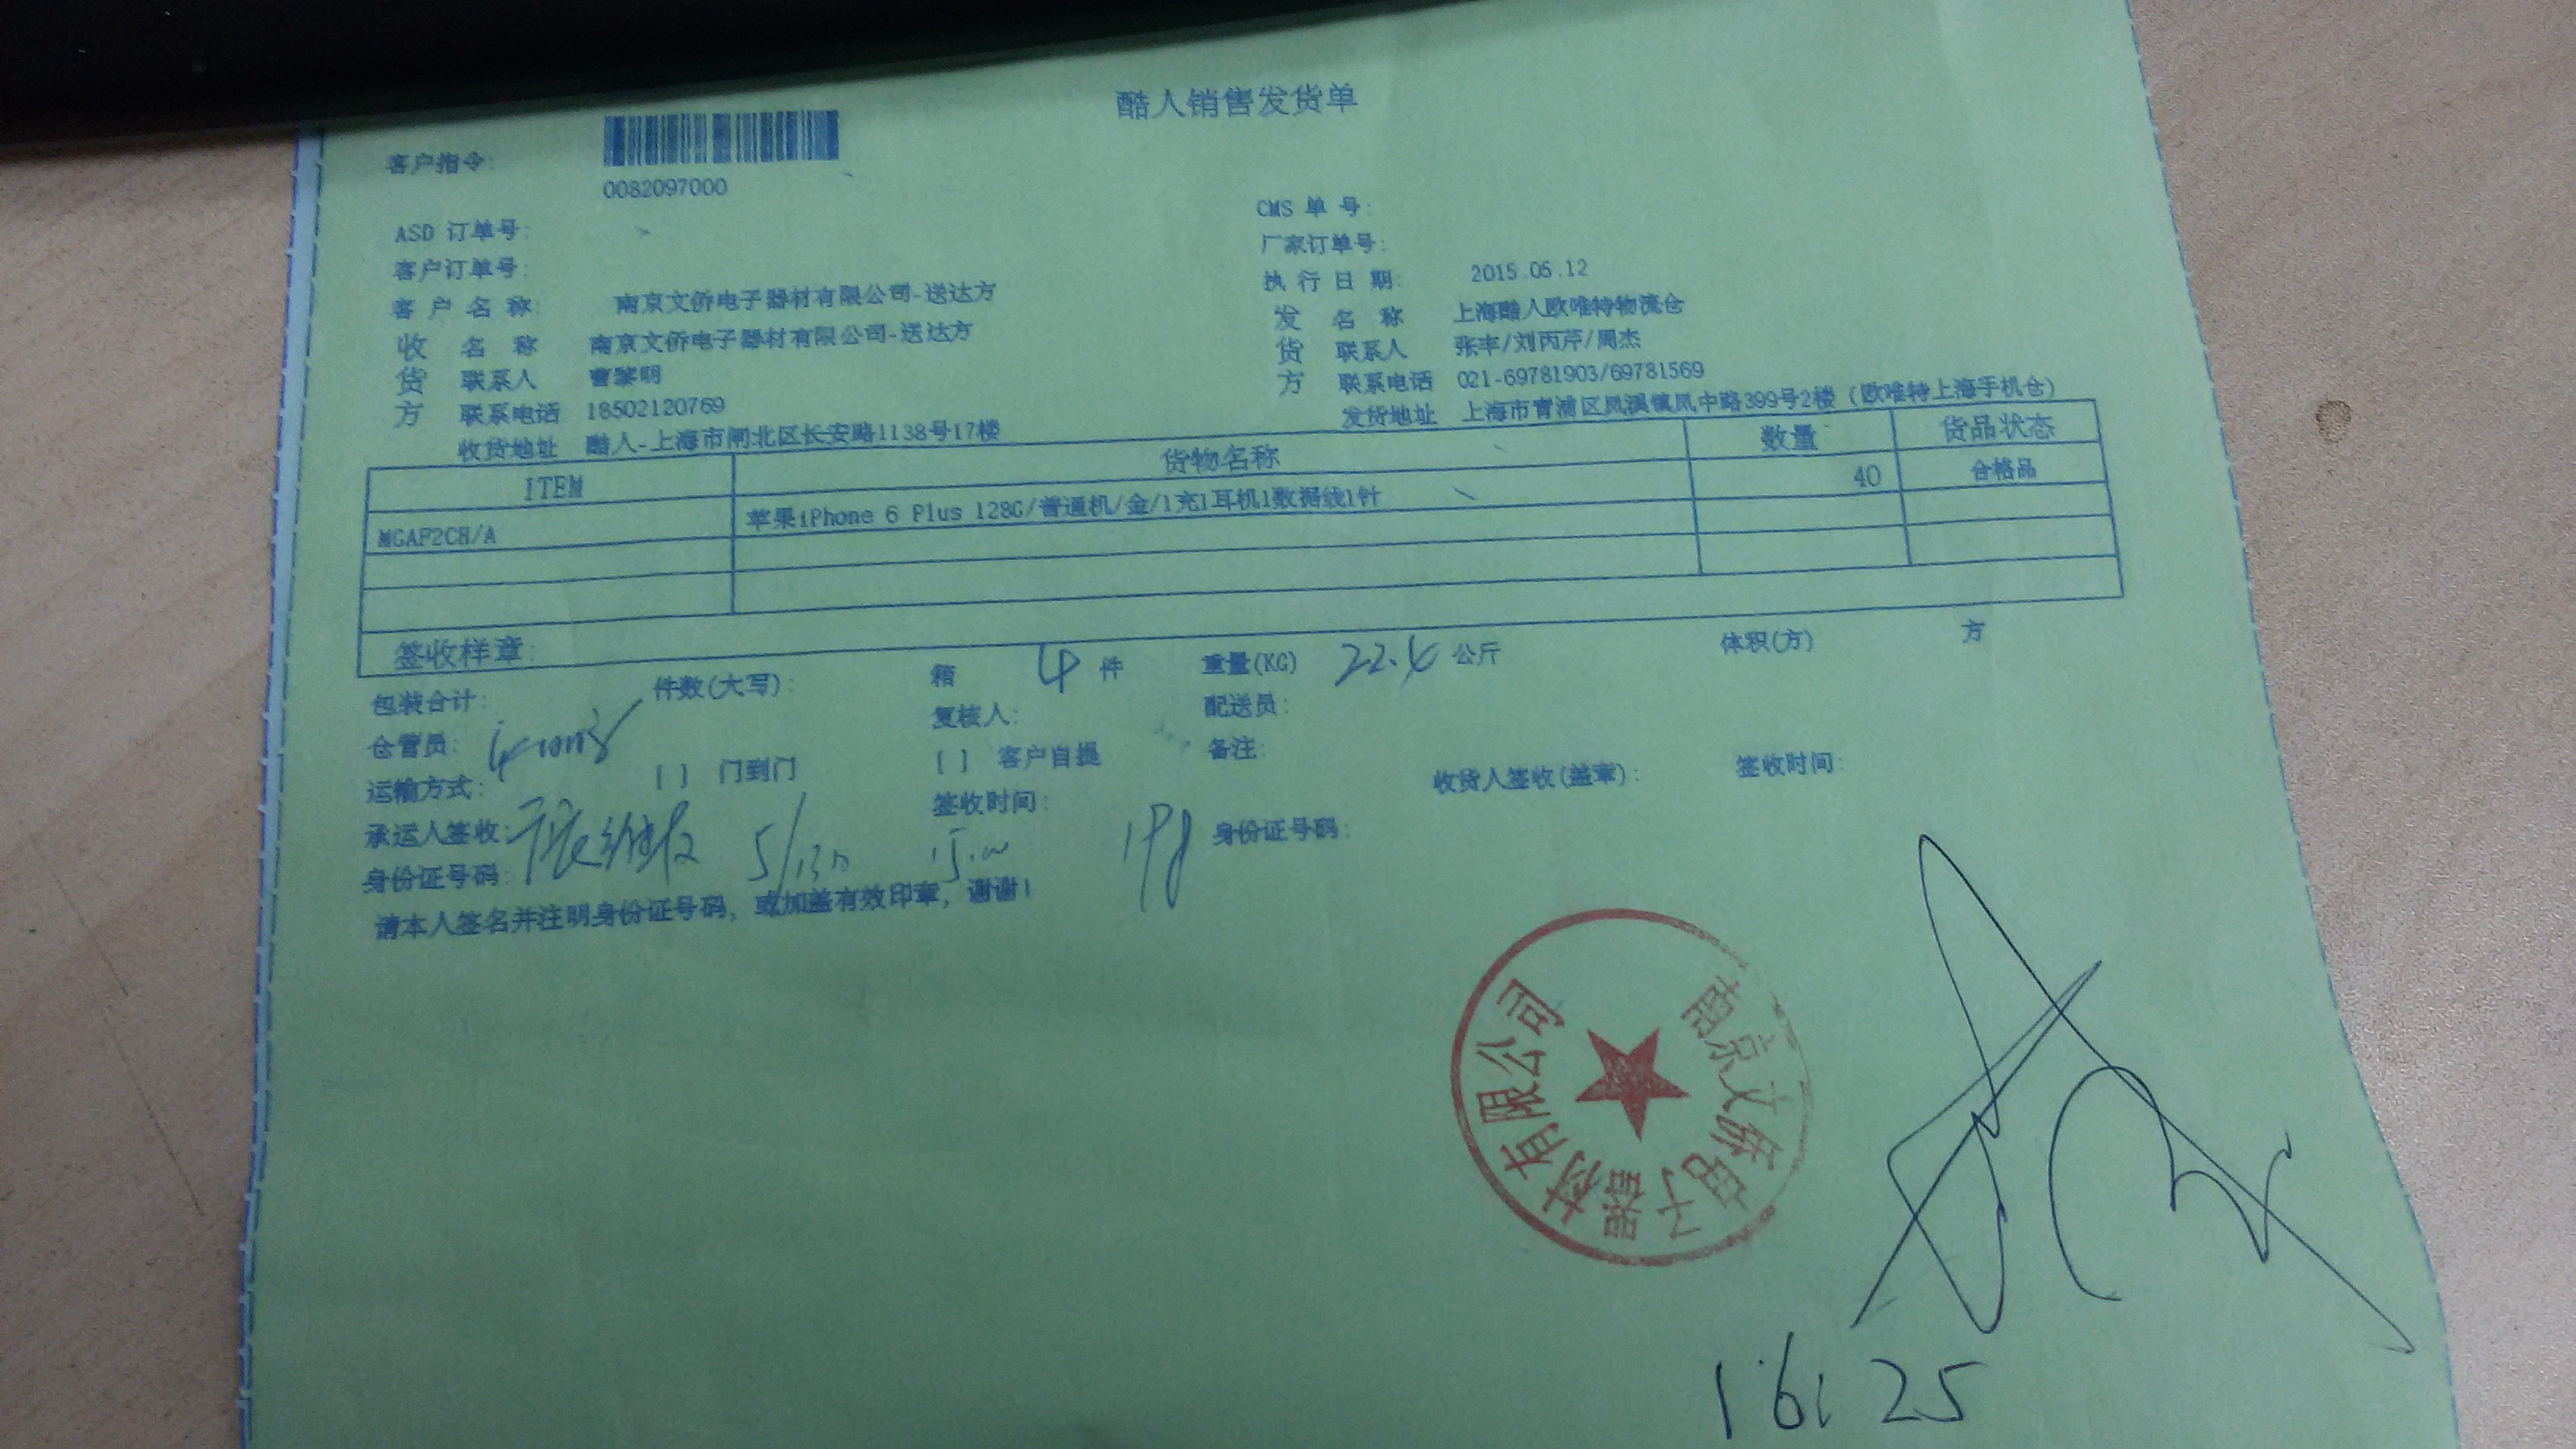 酷人销售发货单
客户指令:
0082097000
ASD 订单号:
CMS 单 号:
客户订单号:
厂家订单号:
客 户 名 称: 南京文侨电子器材有限公司-送达方
执 行 日 期: 2015.05.12
收货方
名 称 南京文侨电子器材有限公司-送达方
联系人 曹黎明
联系电话 18502120769
收货地址 酷人-上海市闸北区长安路1138号17楼
发货方
名 称 上海酷人欧唯特物流仓
联系人 张丰/刘丙芹/周杰
联系电话 021-69781903/69781569
发货地址 上海市青浦区凤溪镇凤中路399号2楼 (欧唯特上海手机仓)
ITEM 货物名称 数量 货品状态
MGAF2CH/A 苹果iPhone 6 Plus 128G/普通机/金/1充1耳机1数据线1针 40 合格品
签收样章:
包装合计: 件数(大写): 箱 4 件 重量(KG) 22.4 公斤 体积(方) 方
仓管员: 复核人: 配送员:
运输方式: [ ] 门到门 [ ] 客户自提 备注:
承运人签收: 签收时间: 收货人签收(盖章): 签收时间:
身份证号码: 身份证号码:
请本人签名并注明身份证号码, 或加盖有效印章, 谢谢!
南京文侨电子器材有限公司
16:25